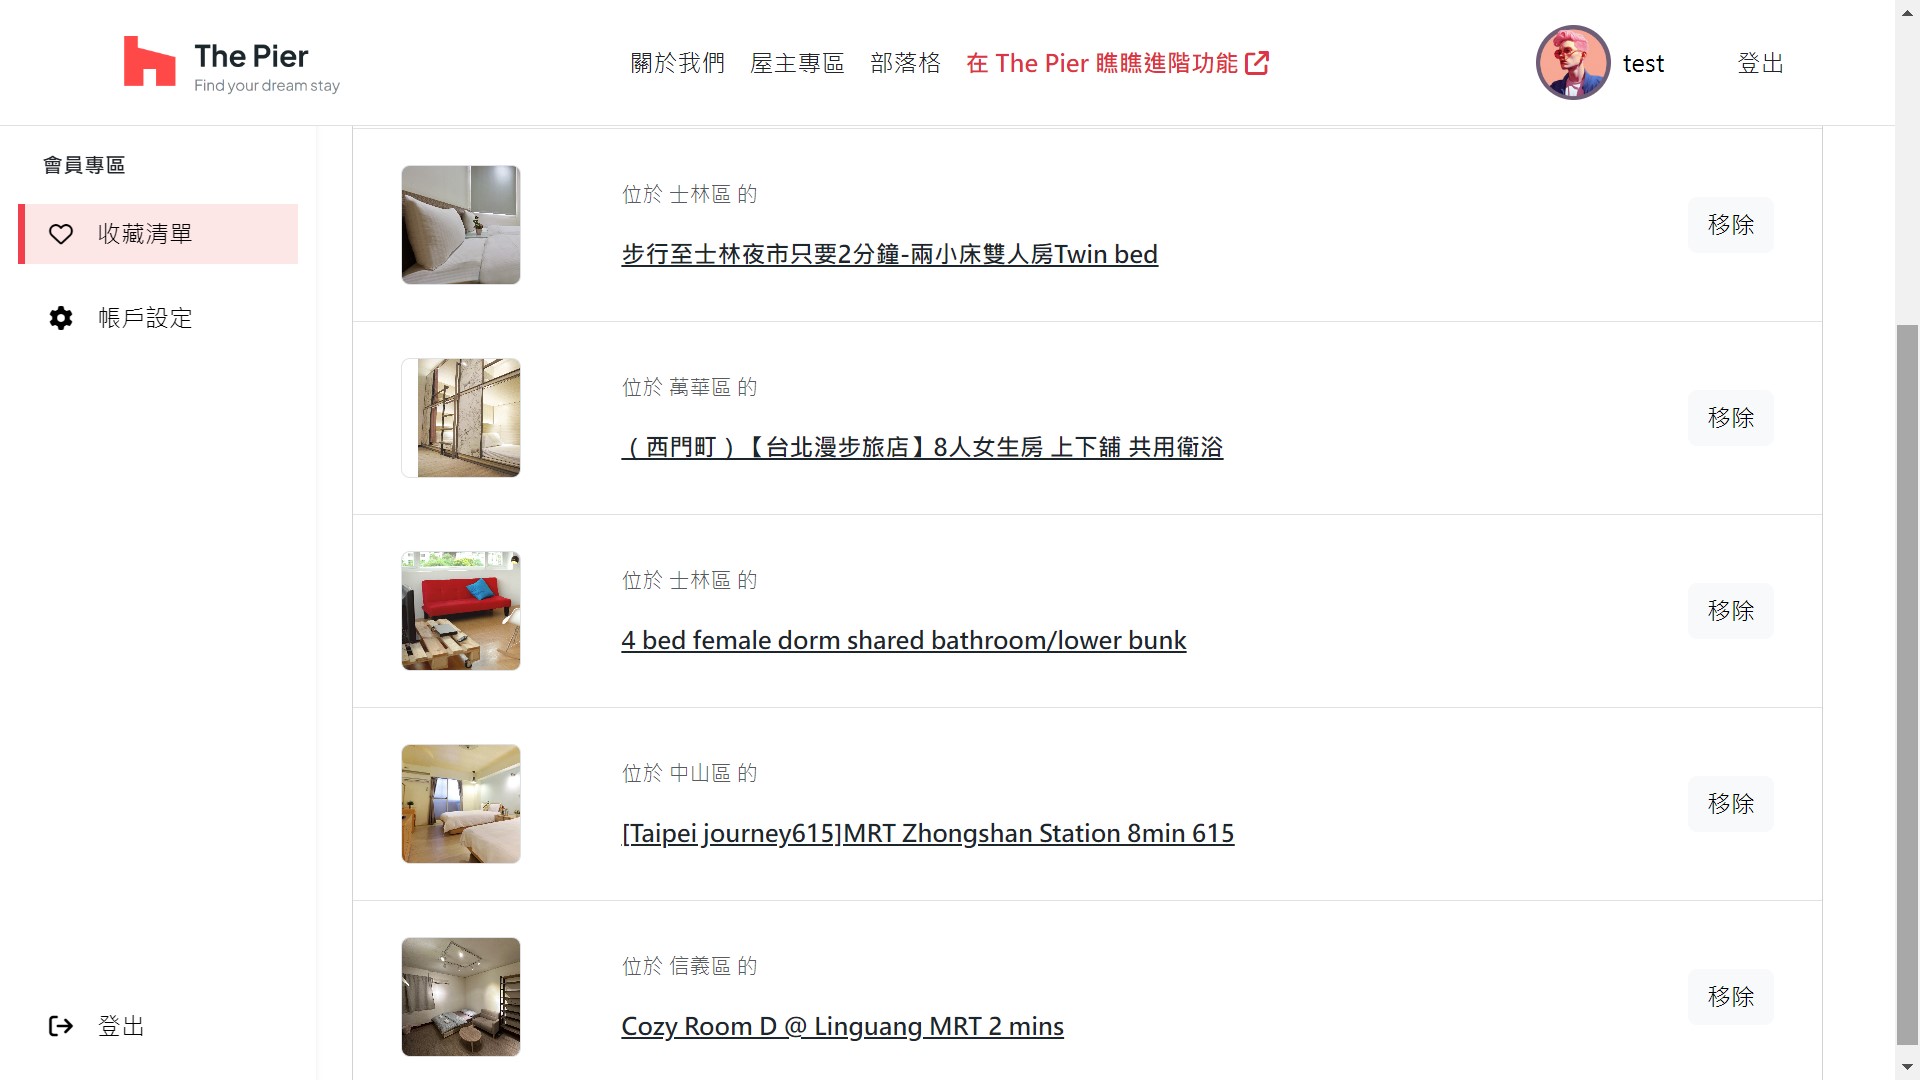 The Pier
Find your dream stay
關於我們
屋主專區
部落格
在 The Pier 瞧瞧進階功能
test
登出
會員專區
收藏清單
帳戶設定
登出
位於 士林區 的
步行至士林夜市只要2分鐘-兩小床雙人房Twin bed
移除
位於 萬華區 的
（西門町）【台北漫步旅店】8人女生房 上下舖 共用衛浴
移除
位於 士林區 的
4 bed female dorm shared bathroom/lower bunk
移除
位於 中山區 的
[Taipei journey615]MRT Zhongshan Station 8min 615
移除
位於 信義區 的
Cozy Room D @ Linguang MRT 2 mins
移除